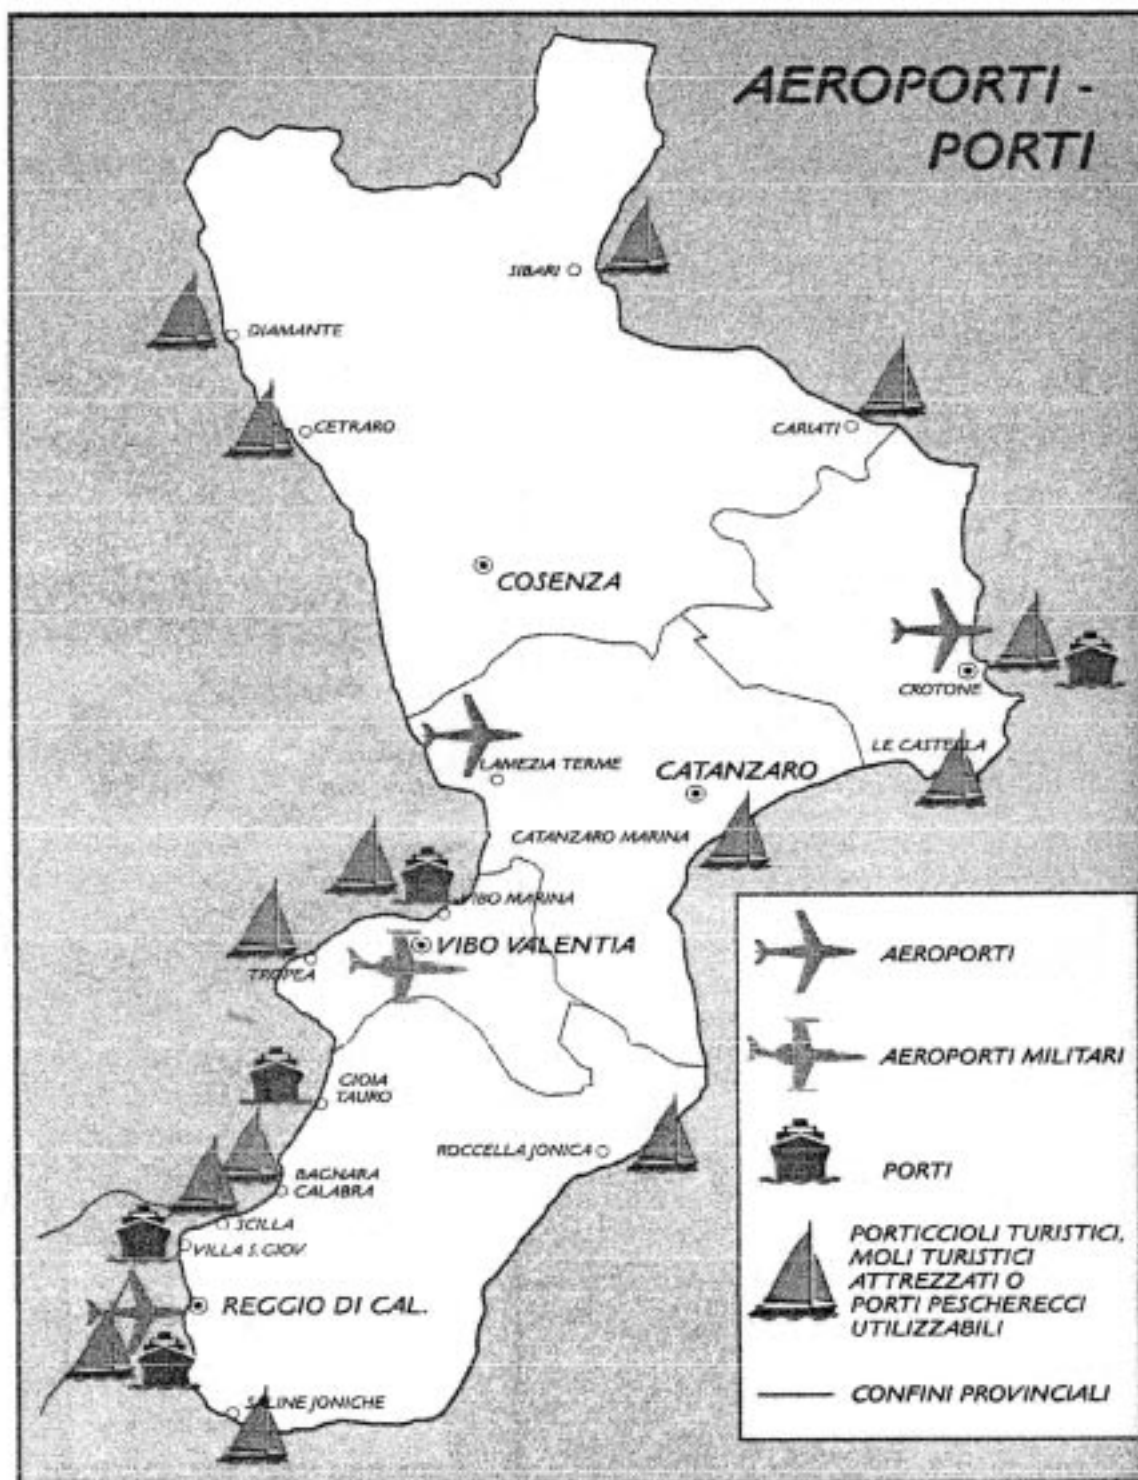 AEROPORTI -
PORTI
SIBARI
DIAMANTE
CETRARO
CARIATI
COSENZA
CROTONE
LE CASTELLA
LAMEZIA TERME
CATANZARO
CATANZARO MARINA
VIBO MARINA
VIBO VALENTIA
TROPEA
GIOIA
TAURO
ROCCELLA JONICA
BAGNARA
CALABRA
SCILLA
VILLA S. GIOV.
REGGIO DI CAL.
SALINE JONICHE
AEROPORTI
AEROPORTI MILITARI
PORTI
PORTICCIOLI TURISTICI,
MOLI TURISTICI
ATTREZZATI O
PORTI PESCHERECCI
UTILIZZABILI
CONFINI PROVINCIALI